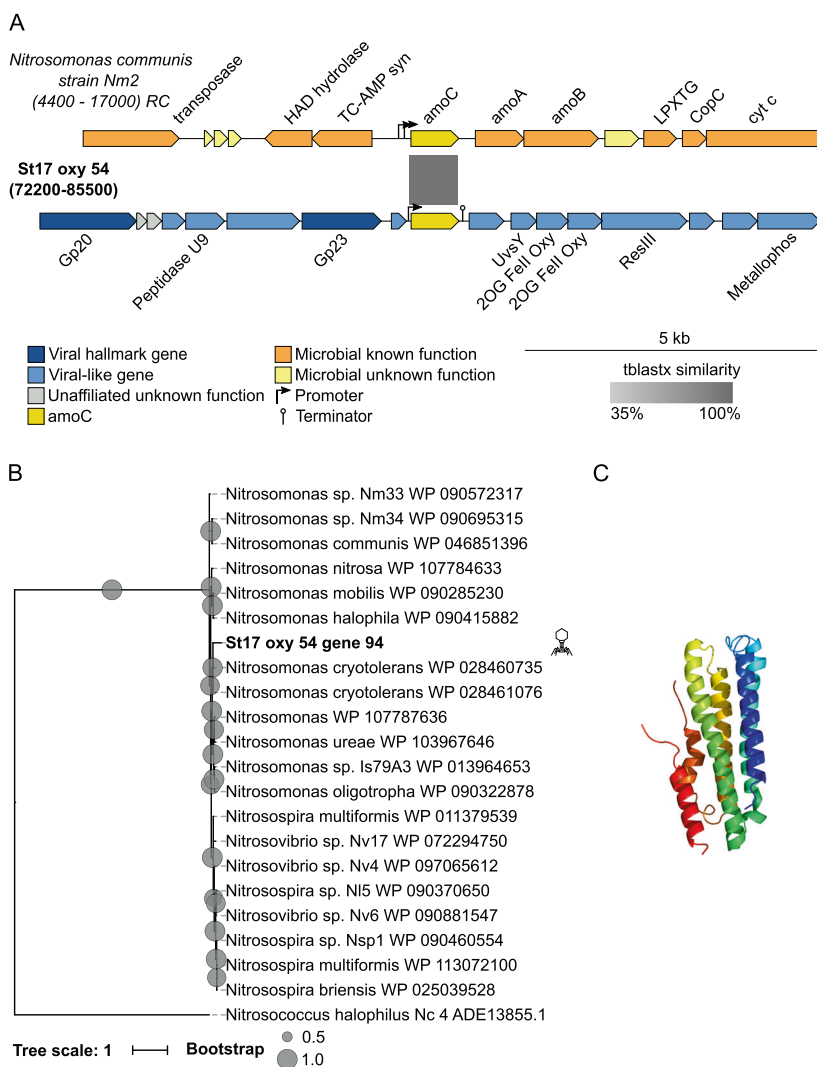 A
Nitrosomonas communis
strain Nm2
(4400 - 17000) RC
transposase
HAD hydrolase
TC-AMP syn
amoC
amoA
amoB
LPXTG
CopC
cyt c
St17 oxy 54
(72200-85500)
Gp20
Peptidase U9
Gp23
UvsY
2OG FeII Oxy
2OG FeII Oxy
ResIII
Metallophos
Viral hallmark gene
Viral-like gene
Unaffiliated unknown function
amoC
Microbial known function
Microbial unknown function
Promoter
Terminator
5 kb
tblastx similarity
35% 100%
B
Nitrosomonas sp. Nm33 WP 090572317
Nitrosomonas sp. Nm34 WP 090695315
Nitrosomonas communis WP 046851396
Nitrosomonas nitrosa WP 107784633
Nitrosomonas mobilis WP 090285230
Nitrosomonas halophila WP 090415882
St17 oxy 54 gene 94
Nitrosomonas cryotolerans WP 028460735
Nitrosomonas cryotolerans WP 028461076
Nitrosomonas WP 107787636
Nitrosomonas ureae WP 103967646
Nitrosomonas sp. Is79A3 WP 013964653
Nitrosomonas oligotropha WP 090322878
Nitrosospira multiformis WP 011379539
Nitrosovibrio sp. Nv17 WP 072294750
Nitrosovibrio sp. Nv4 WP 097065612
Nitrosospira sp. Nl5 WP 090370650
Nitrosovibrio sp. Nv6 WP 090881547
Nitrosospira sp. Nsp1 WP 090460554
Nitrosospira multiformis WP 113072100
Nitrosospira briensis WP 025039528
Nitrosococcus halophilus Nc 4 ADE13855.1
Tree scale: 1
Bootstrap
0.5
1.0
C